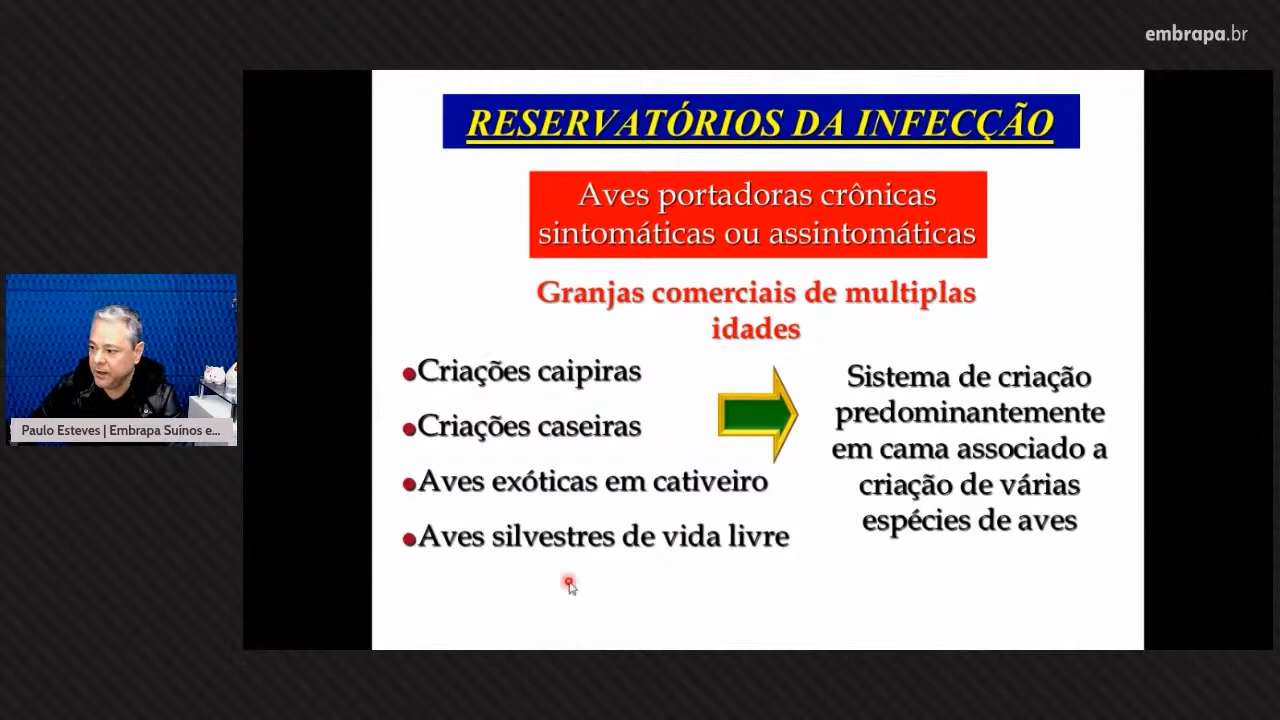 embrapa.br
RESERVATÓRIOS DA INFECÇÃO
Aves portadoras crônicas
sintomáticas ou assintomáticas
Granjas comerciais de multiplas
idades
•Criações caipiras
•Criações caseiras
•Aves exóticas em cativeiro
•Aves silvestres de vida livre
Sistema de criação
predominantemente
em cama associado a
criação de várias
espécies de aves
Paulo Esteves | Embrapa Suínos e...